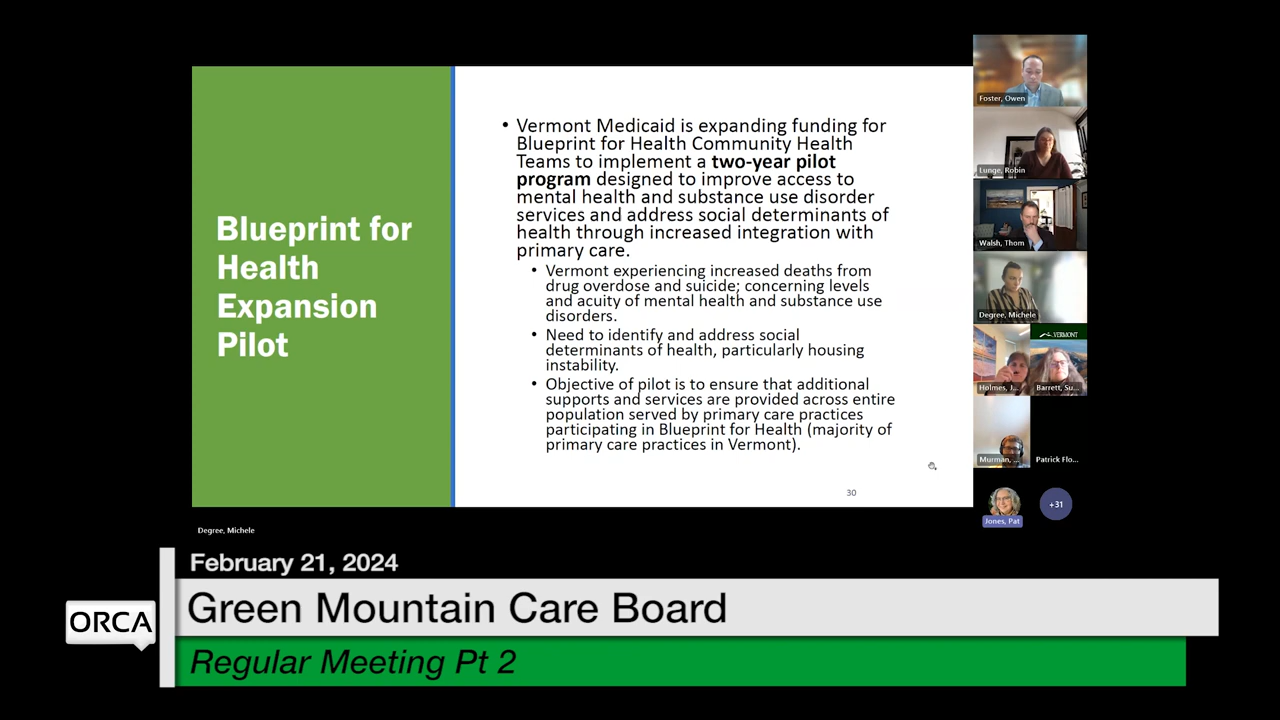 Blueprint for
Health
Expansion
Pilot
• Vermont Medicaid is expanding funding for
Blueprint for Health Community Health
Teams to implement a two-year pilot
program designed to improve access to
mental health and substance use disorder
services and address social determinants of
health through increased integration with
primary care.
• Vermont experiencing increased deaths from
drug overdose and suicide; concerning levels
and acuity of mental health and substance use
disorders.
• Need to identify and address social
determinants of health, particularly housing
instability.
• Objective of pilot is to ensure that additional
supports and services are provided across entire
population served by primary care practices
participating in Blueprint for Health (majority of
primary care practices in Vermont).
30
Foster, Owen
Lunge, Robin
Walsh, Thom
Degree, Michele
VERMONT
Holmes, J...
Barrett, Su...
Murman, ...
Patrick Flo...
Jones, Pat
+31
Degree, Michele
February 21, 2024
ORCA
Green Mountain Care Board
Regular Meeting Pt 2